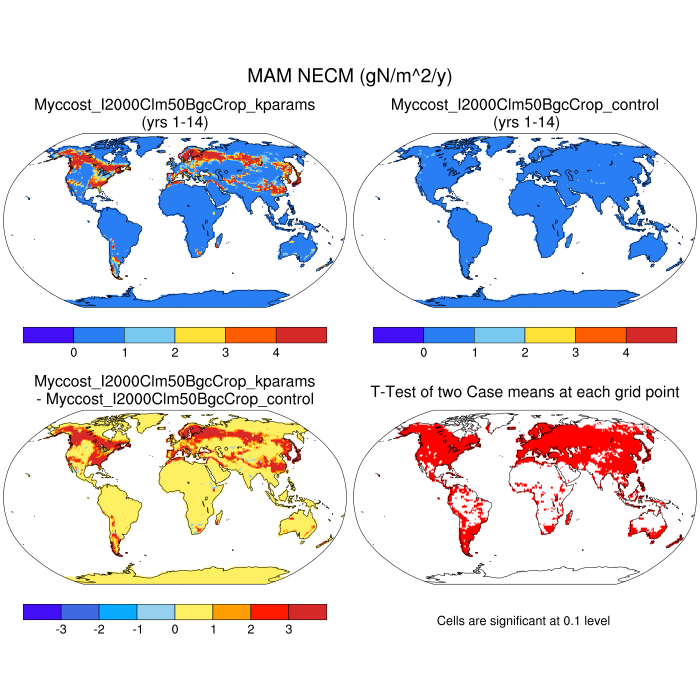 MAM NECM (gN/m^2/y)
Myccost_I2000Clm50BgcCrop_kparams
(yrs 1-14)
Myccost_I2000Clm50BgcCrop_control
(yrs 1-14)
0 1 2 3 4
0 1 2 3 4
Myccost_I2000Clm50BgcCrop_kparams
- Myccost_I2000Clm50BgcCrop_control
T-Test of two Case means at each grid point
-3 -2 -1 0 1 2 3
Cells are significant at 0.1 level